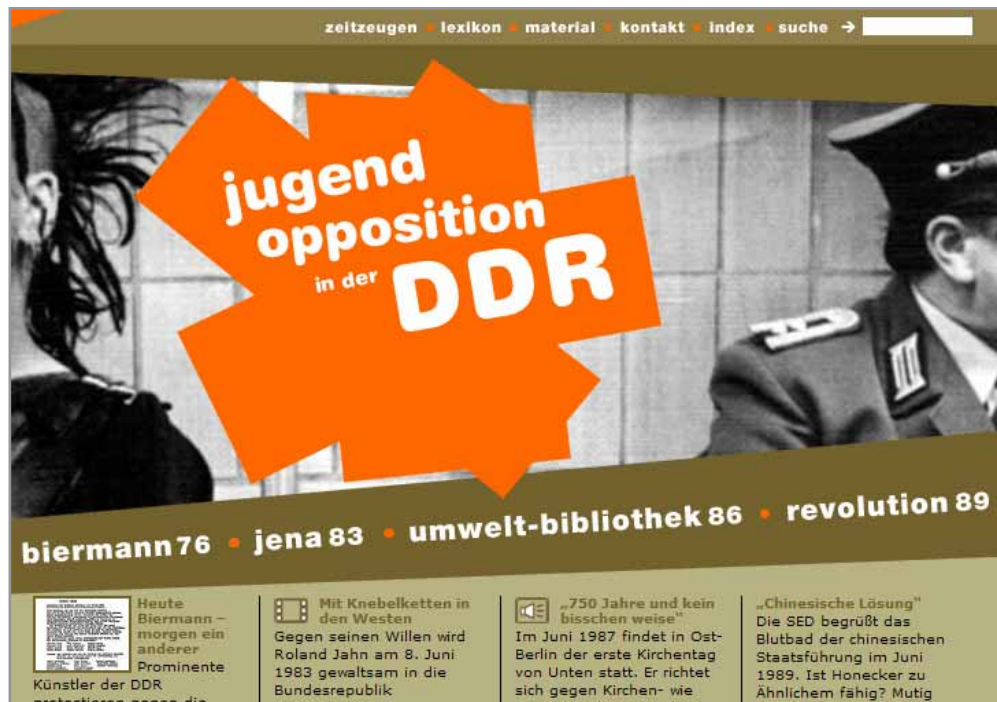 zeitzeugen • lexikon • material • kontakt • index • suche →
jugend
opposition
in der DDR
biermann 76 • jena 83 • umwelt-bibliothek 86 • revolution 89
Heute
Biermann –
morgen ein
anderer
Prominente
Künstler der DDR
Mit Knebelketten in
den Westen
Gegen seinen Willen wird
Roland Jahn am 8. Juni
1983 gewaltsam in die
Bundesrepublik
„750 Jahre und kein
bisschen weise"
Im Juni 1987 findet in Ost-
Berlin der erste Kirchentag
von Unten statt. Er richtet
sich gegen Kirchen- wie
„Chinesische Lösung"
Die SED begrüßt das
Blutbad der chinesischen
Staatsführung im Juni
1989. Ist Honecker zu
Ähnlichem fähig? Mutig